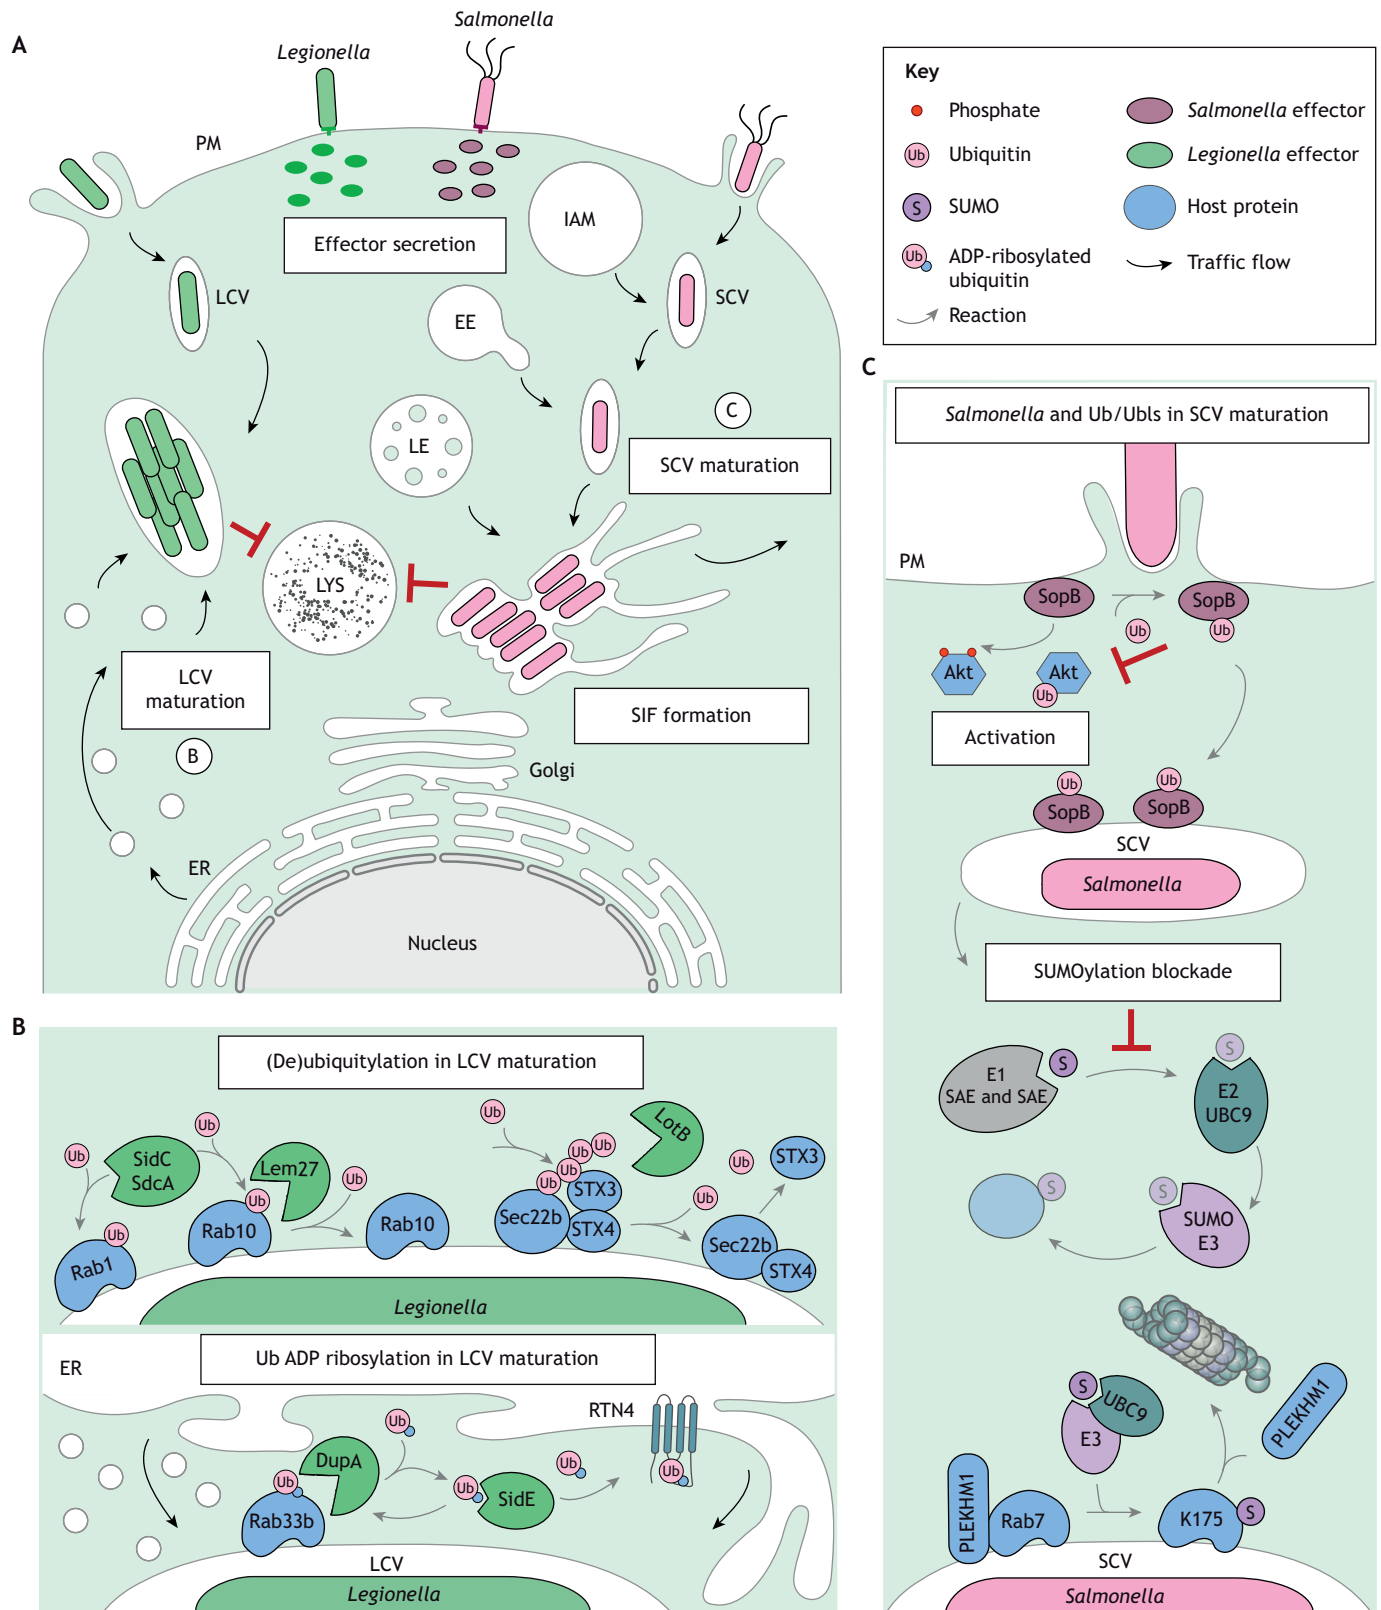 A
Legionella
Salmonella
PM
Effector secretion
IAM
LCV
SCV
EE
LE
C
SCV maturation
LYS
LCV
maturation
B
SIF formation
Golgi
ER
Nucleus
Key
Phosphate
Salmonella effector
Ub
Ubiquitin
Legionella effector
S
SUMO
Host protein
Ub
ADP-ribosylated
ubiquitin
Traffic flow
Reaction
B
(De)ubiquitylation in LCV maturation
Ub
Ub
Ub
LotB
SidC
SdcA
Lem27
Ub
Ub
Ub
Ub
Ub
Ub
STX3
Ub
Ub
Ub
Rab1
Rab10
Rab10
Sec22b
STX3
STX4
Sec22b
STX3
STX4
Legionella
ER
Ub ADP ribosylation in LCV maturation
RTN4
Ub
DupA
Ub
Ub
SidE
Ub
Ub
Rab33b
LCV
Legionella
C
Salmonella and Ub/Ubls in SCV maturation
PM
SopB
SopB
Ub
Ub
Akt
Akt
Ub
Activation
Ub
Ub
SopB
SopB
SCV
Salmonella
SUMOylation blockade
S
S
E1
SAE and SAE
E2
UBC9
S
S
SUMO
E3
S
UBC9
E3
PLEKHM1
PLEKHM1
Rab7
K175
S
SCV
Salmonella